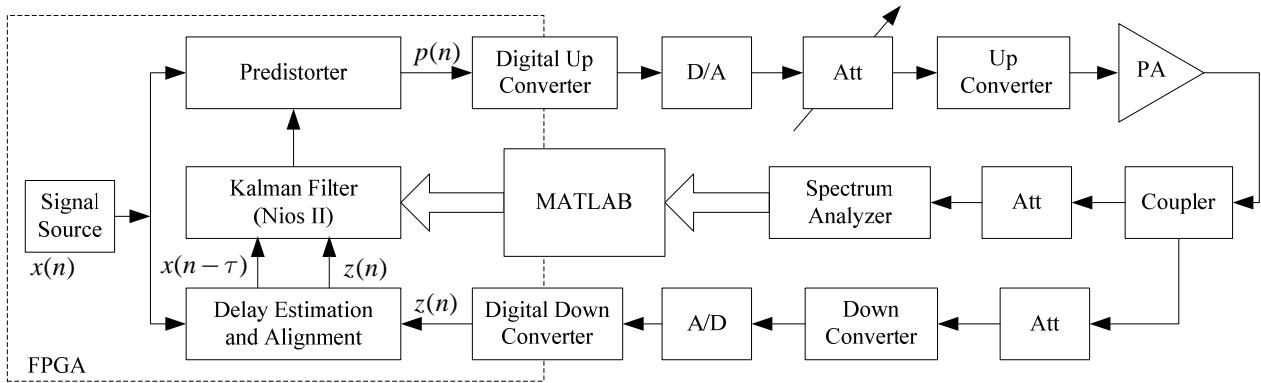 Predistorter
p(n)
Digital Up
Converter
D/A
Att
Up
Converter
PA
Signal
Source
x(n)
Kalman Filter
(Nios II)
MATLAB
Spectrum
Analyzer
Att
Coupler
x(n − τ)
z(n)
Delay Estimation
and Alignment
z(n)
Digital Down
Converter
A/D
Down
Converter
Att
FPGA